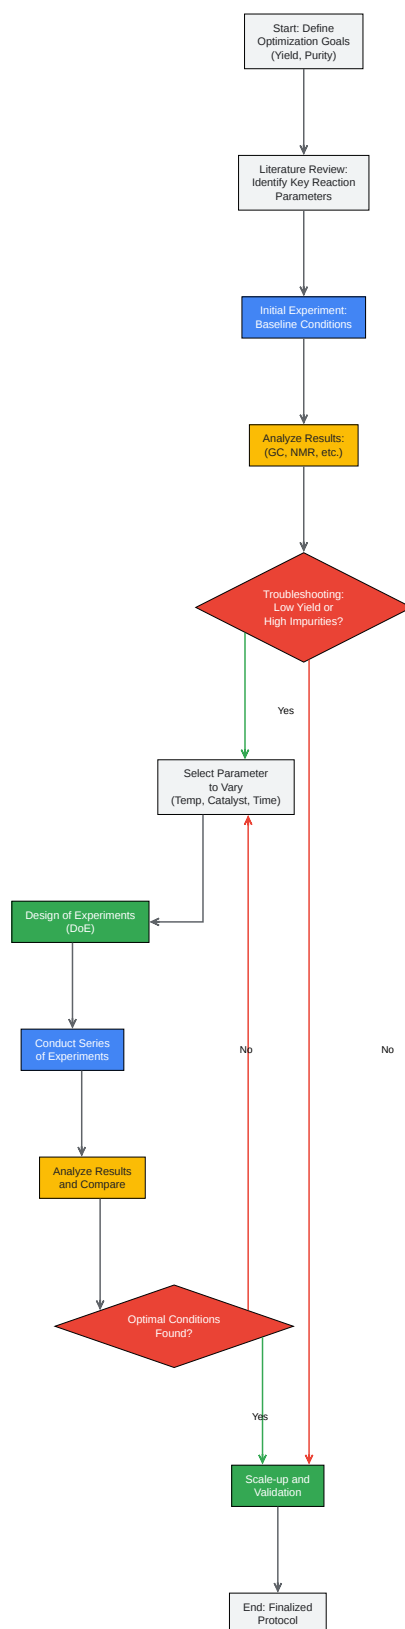 Start: Define
Optimization Goals
(Yield, Purity)
Literature Review:
Identify Key Reaction
Parameters
Initial Experiment:
Baseline Conditions
Analyze Results:
(GC, NMR, etc.)
Troubleshooting:
Low Yield or
High Impurities?
Yes
Select Parameter
to Vary
(Temp, Catalyst, Time)
Design of Experiments
(DoE)
Conduct Series
of Experiments
No
No
Analyze Results
and Compare
Optimal Conditions
Found?
Yes
Scale-up and
Validation
End: Finalized
Protocol